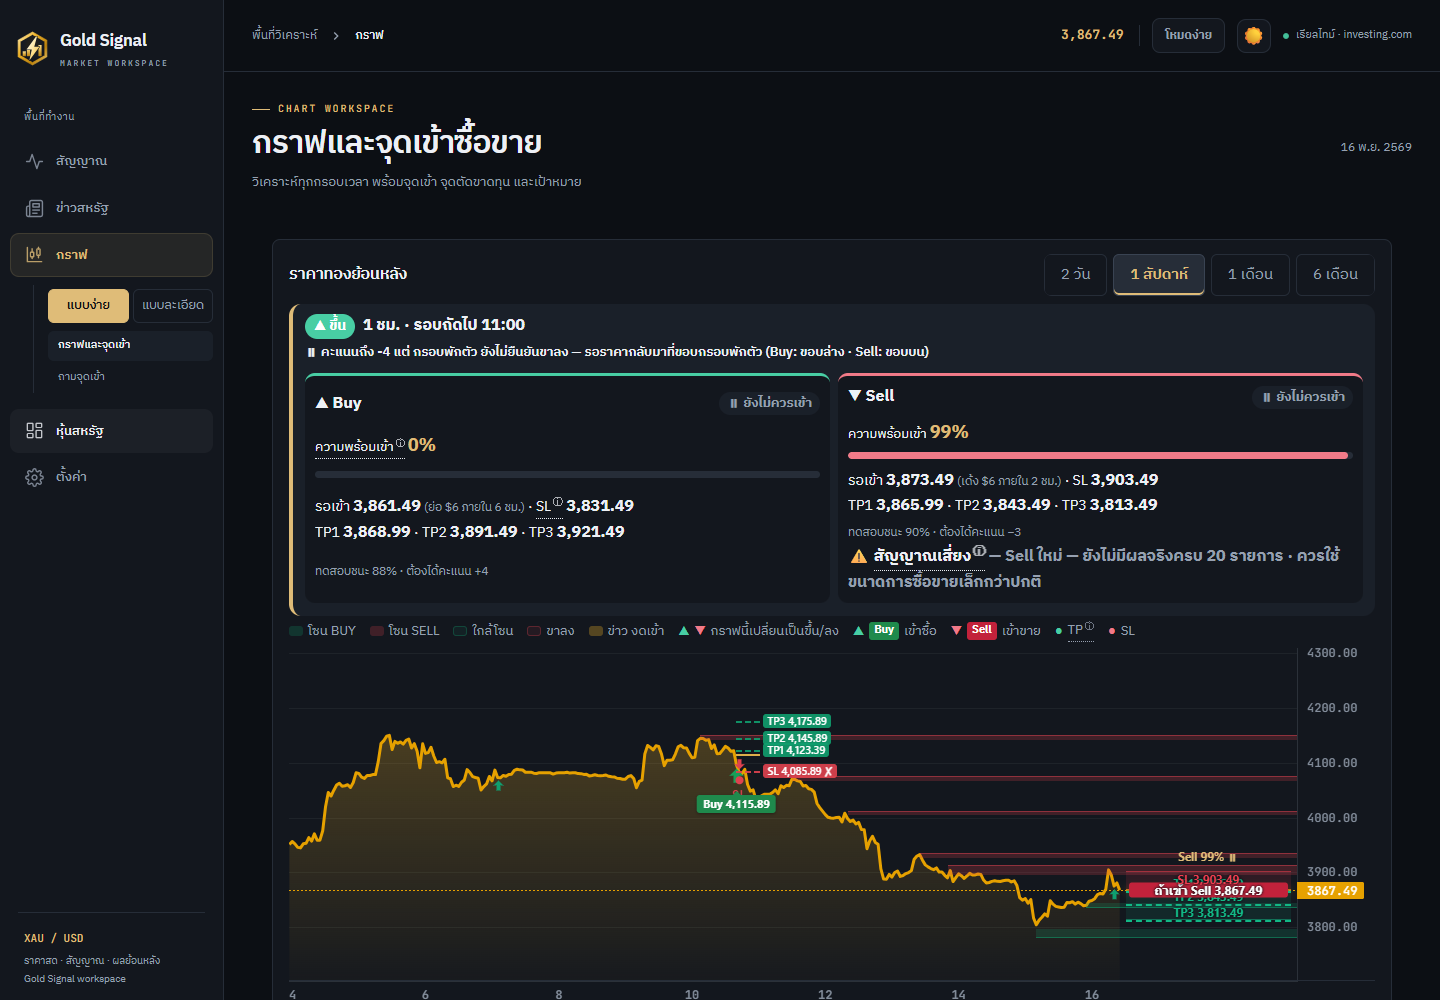 Gold Signal
MARKET WORKSPACE
พื้นที่ทำงาน
สัญญาณ
ข่าวสหรัฐ
กราฟ
แบบง่าย
แบบละเอียด
กราฟและจุดเข้า
ถามจุดเข้า
หุ้นสหรัฐ
ตั้งค่า
XAU / USD
ราคาสด · สัญญาณ · ผลย้อนหลัง
Gold Signal workspace
พื้นที่วิเคราะห์ › กราฟ
3,867.49
โหมดง่าย
เรียลไทม์ · investing.com
CHART WORKSPACE
กราฟและจุดเข้าซื้อขาย
16 พ.ย. 2569
วิเคราะห์ทุกกรอบเวลา พร้อมจุดเข้า จุดตัดขาดทุน และเป้าหมาย
ราคาทองย้อนหลัง
2 วัน
1 สัปดาห์
1 เดือน
6 เดือน
▲ ขึ้น 1 ชม. · รอบถัดไป 11:00
⏸ คะแนนถึง -4 แต่ กรอบพักตัว ยังไม่ยืนยันขาลง — รอราคากลับมาที่ขอบกรอบพักตัว (Buy: ขอบล่าง · Sell: ขอบบน)
▲ Buy
⏸ ยังไม่ควรเข้า
ความพร้อมเข้า ⓘ 0%
รอเข้า 3,861.49 (ย่อ $6 ภายใน 6 ชม.) · SL ⓘ 3,831.49
TP1 3,868.99 · TP2 3,891.49 · TP3 3,921.49
ทดสอบชนะ 88% · ต้องได้คะแนน +4
▼ Sell
⏸ ยังไม่ควรเข้า
ความพร้อมเข้า 99%
รอเข้า 3,873.49 (เด้ง $6 ภายใน 2 ชม.) · SL 3,903.49
TP1 3,865.99 · TP2 3,843.49 · TP3 3,813.49
ทดสอบชนะ 90% · ต้องได้คะแนน −3
⚠ สัญญาณเสี่ยง ⓘ — Sell ใหม่ — ยังไม่มีผลจริงครบ 20 รายการ · ควรใช้
ขนาดการซื้อขายเล็กกว่าปกติ
โซน BUY
โซน SELL
ใกล้โซน
ขาลง
ข่าว งดเข้า
▲ ▼ กราฟนี้เปลี่ยนเป็นขึ้น/ลง
▲ Buy เข้าซื้อ
▼ Sell เข้าขาย
● TP ⓘ
● SL
4300.00
4200.00
4100.00
4000.00
3900.00
3867.49
3800.00
TP3 4,175.89
TP2 4,145.89
TP1 4,123.39
SL 4,085.89 ✗
Buy 4,115.89
Sell 99% ⏸
SL 3,903.49
ถ้าเข้า Sell 3,867.49
TP2 3,843.49
TP3 3,813.49
4 6 8 10 12 14 16